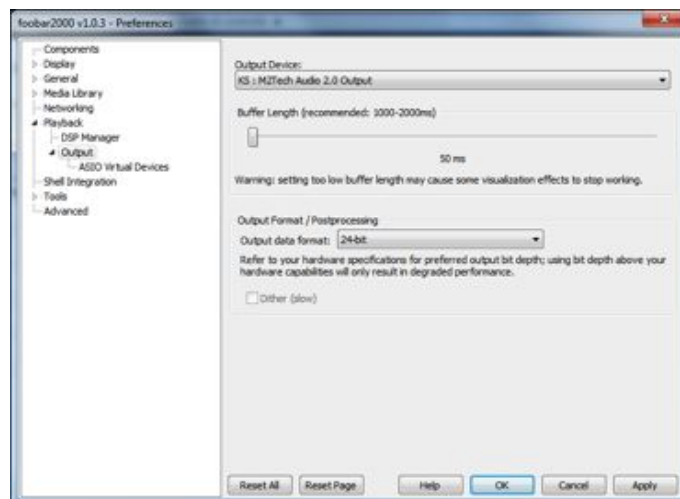 foobar2000 v1.0.3 - Preferences
Components
Display
General
Media Library
Networking
Playback
DSP Manager
Output
ASIO Virtual Devices
Shell Integration
Tools
Advanced
Output Device:
KS : M2Tech Audio 2.0 Output
Buffer Length (recommended: 1000-2000ms)
50 ms
Warning: setting too low buffer length may cause some visualization effects to stop working.
Output Format / Postprocessing
Output data format: 24-bit
Refer to your hardware specifications for preferred output bit depth; using bit depth above your
hardware capabilities will only result in degraded performance.
Dither (slow)
Reset All Reset Page Help OK Cancel Apply